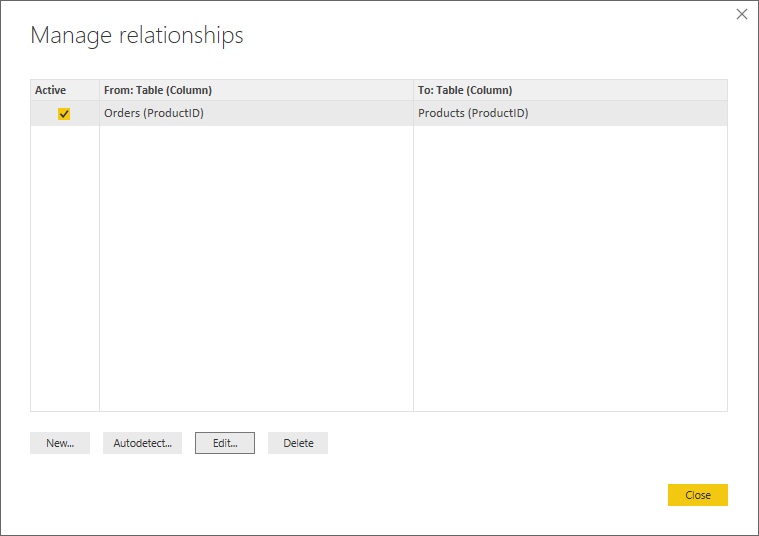 Manage relationships
Active From: Table (Column) To: Table (Column)
Orders (ProductID) Products (ProductID)
New... Autodetect... Edit... Delete
Close